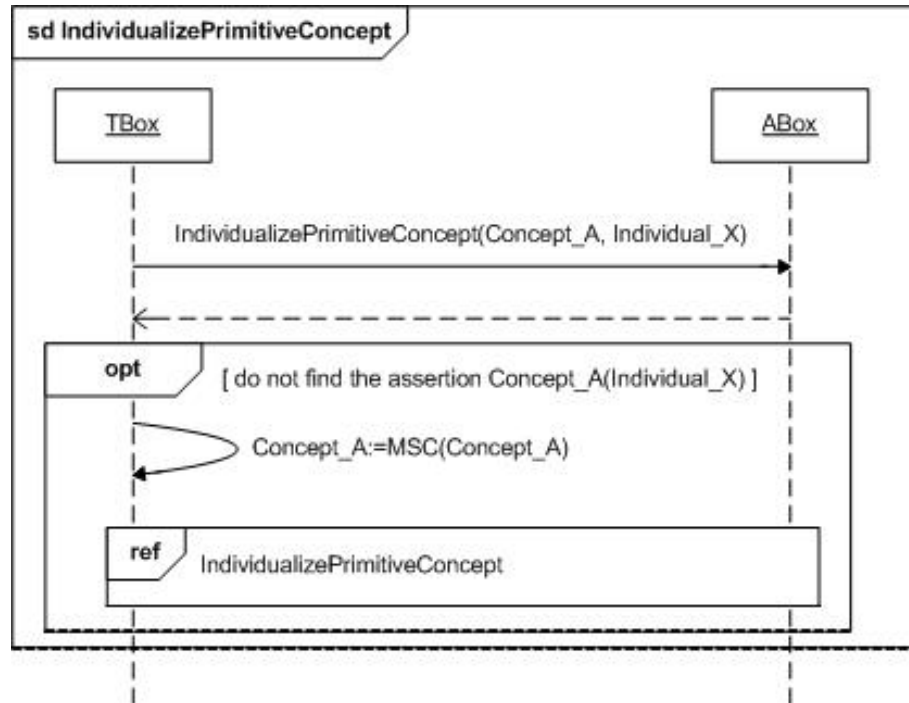 sd IndividualizePrimitiveConcept
TBox
ABox
IndividualizePrimitiveConcept(Concept_A, Individual_X)
opt
[ do not find the assertion Concept_A(Individual_X) ]
Concept_A:=MSC(Concept_A)
ref
IndividualizePrimitiveConcept